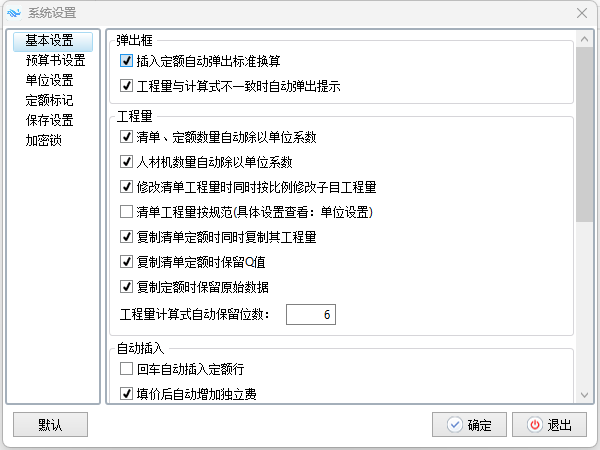 系统设置
基本设置
预算书设置
单位设置
定额标记
保存设置
加密锁
弹出框
插入定额自动弹出标准换算
工程量与计算式不一致时自动弹出提示
工程量
清单、定额数量自动除以单位系数
人材机数量自动除以单位系数
修改清单工程量时同时按比例修改子目工程量
清单工程量按规范(具体设置查看：单位设置)
复制清单定额时同时复制其工程量
复制清单定额时保留Q值
复制定额时保留原始数据
工程量计算式自动保留位数： 6
自动插入
回车自动插入定额行
填价后自动增加独立费
默认 确定 退出